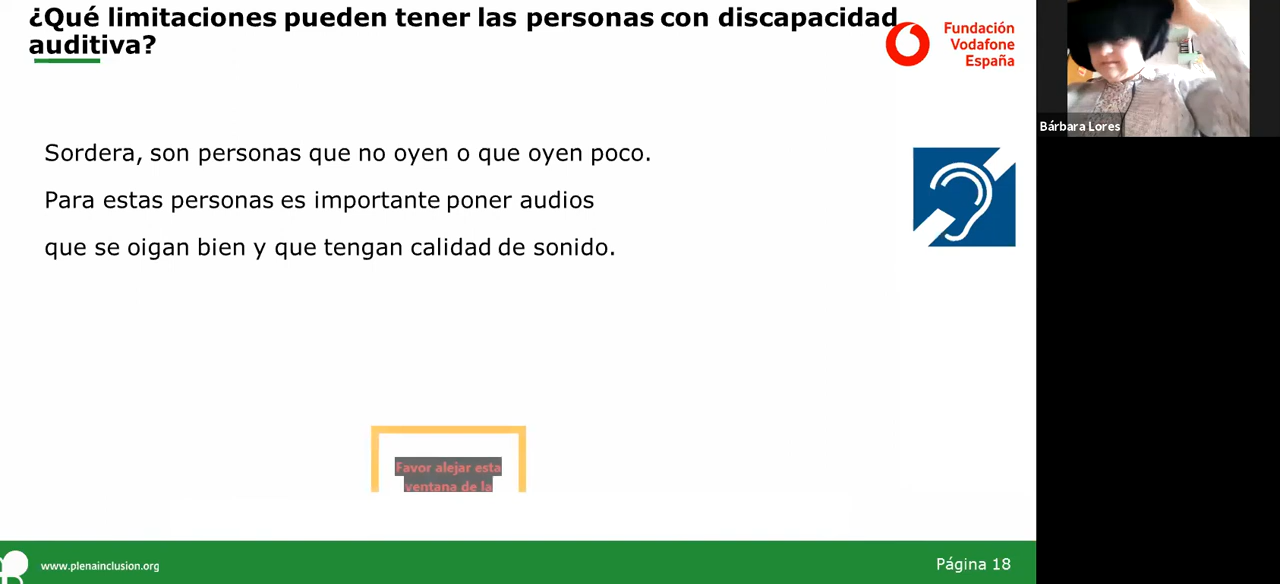 ¿Qué limitaciones pueden tener las personas con discapacidad
auditiva?
Fundación
Vodafone
España
Bárbara Lores
Sordera, son personas que no oyen o que oyen poco.
Para estas personas es importante poner audios
que se oigan bien y que tengan calidad de sonido.
Favor alejar esta
ventana de la
www.plenainclusion.org
Página 18